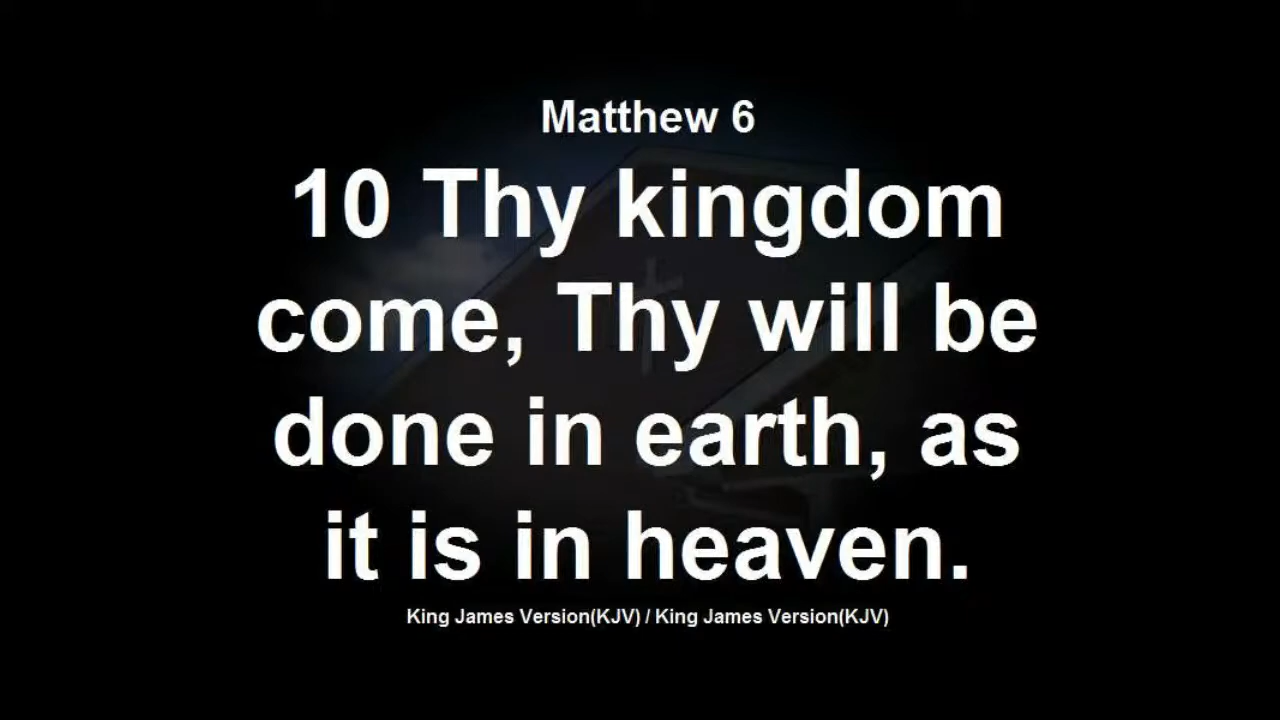 Matthew 6
10 Thy kingdom
come, Thy will be
done in earth, as
it is in heaven.
King James Version(KJV) / King James Version(KJV)